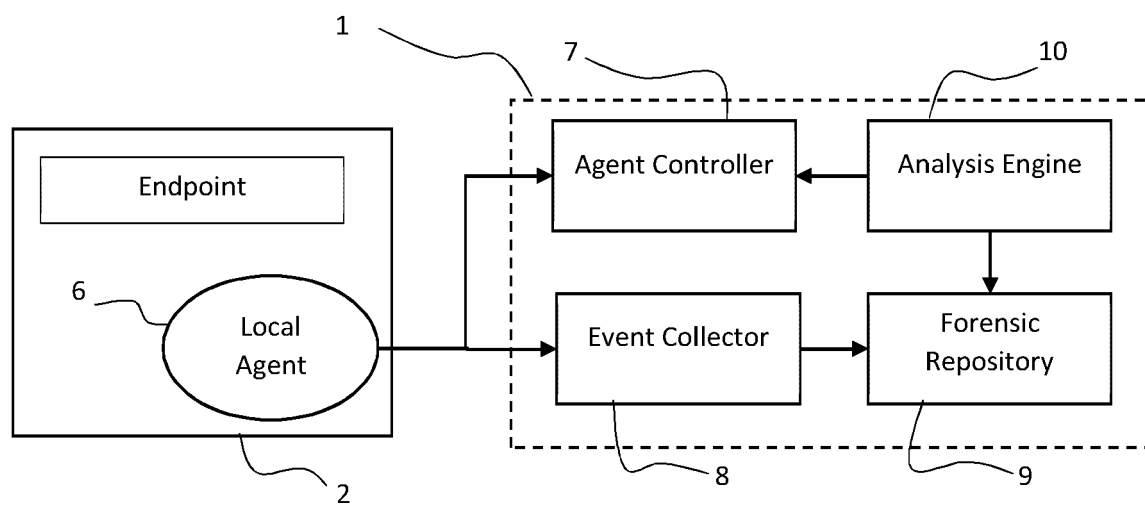 1
7
10
Endpoint
Agent Controller
Analysis Engine
6
Local
Agent
Event Collector
Forensic
Repository
2
8
9